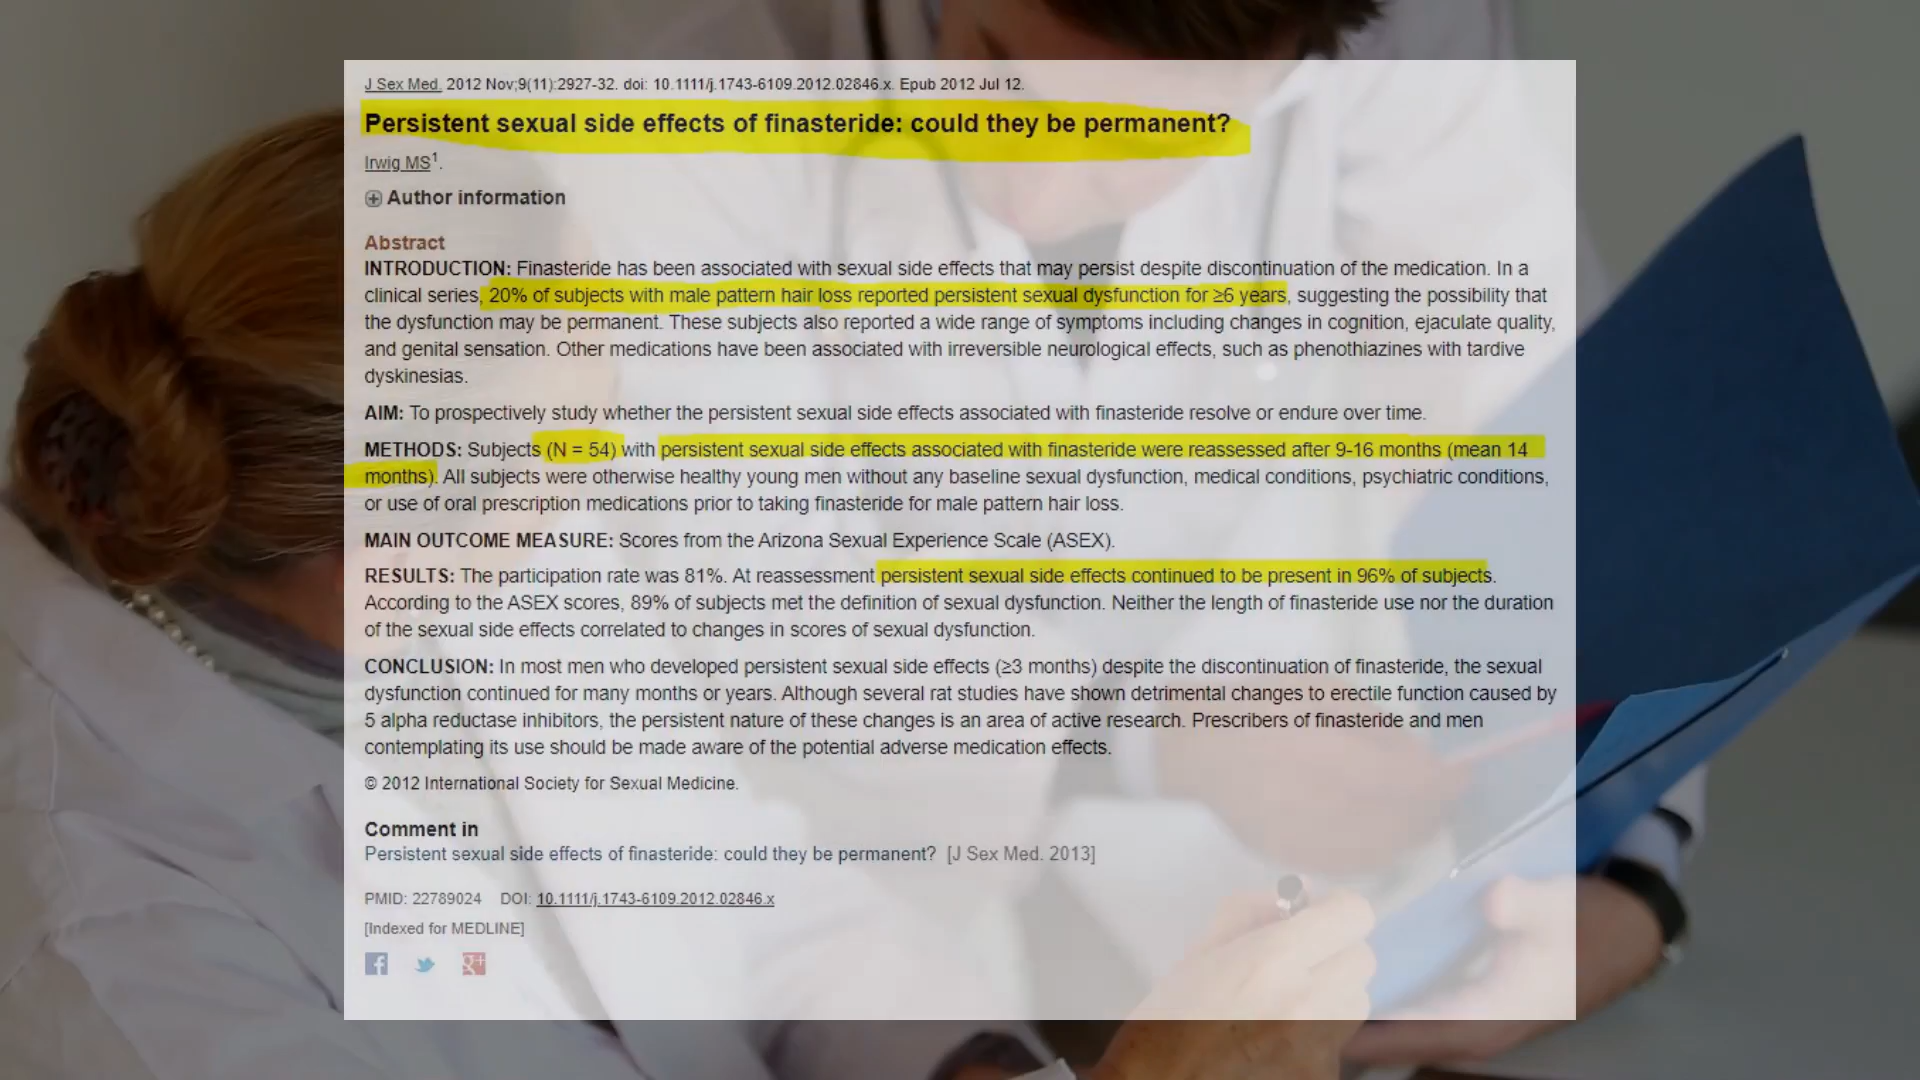 J Sex Med. 2012 Nov;9(11):2927-32. doi: 10.1111/j.1743-6109.2012.02846.x. Epub 2012 Jul 12.
Persistent sexual side effects of finasteride: could they be permanent?
Irwig MS1.
Author information
Abstract
INTRODUCTION: Finasteride has been associated with sexual side effects that may persist despite discontinuation of the medication. In a
clinical series, 20% of subjects with male pattern hair loss reported persistent sexual dysfunction for ≥6 years, suggesting the possibility that
the dysfunction may be permanent. These subjects also reported a wide range of symptoms including changes in cognition, ejaculate quality,
and genital sensation. Other medications have been associated with irreversible neurological effects, such as phenothiazines with tardive
dyskinesias.
AIM: To prospectively study whether the persistent sexual side effects associated with finasteride resolve or endure over time.
METHODS: Subjects (N = 54) with persistent sexual side effects associated with finasteride were reassessed after 9-16 months (mean 14
months). All subjects were otherwise healthy young men without any baseline sexual dysfunction, medical conditions, psychiatric conditions,
or use of oral prescription medications prior to taking finasteride for male pattern hair loss.
MAIN OUTCOME MEASURE: Scores from the Arizona Sexual Experience Scale (ASEX).
RESULTS: The participation rate was 81%. At reassessment persistent sexual side effects continued to be present in 96% of subjects.
According to the ASEX scores, 89% of subjects met the definition of sexual dysfunction. Neither the length of finasteride use nor the duration
of the sexual side effects correlated to changes in scores of sexual dysfunction.
CONCLUSION: In most men who developed persistent sexual side effects (≥3 months) despite the discontinuation of finasteride, the sexual
dysfunction continued for many months or years. Although several rat studies have shown detrimental changes to erectile function caused by
5 alpha reductase inhibitors, the persistent nature of these changes is an area of active research. Prescribers of finasteride and men
contemplating its use should be made aware of the potential adverse medication effects.
© 2012 International Society for Sexual Medicine.
Comment in
Persistent sexual side effects of finasteride: could they be permanent? [J Sex Med. 2013]
PMID: 22789024 DOI: 10.1111/j.1743-6109.2012.02846.x
[Indexed for MEDLINE]
f g+